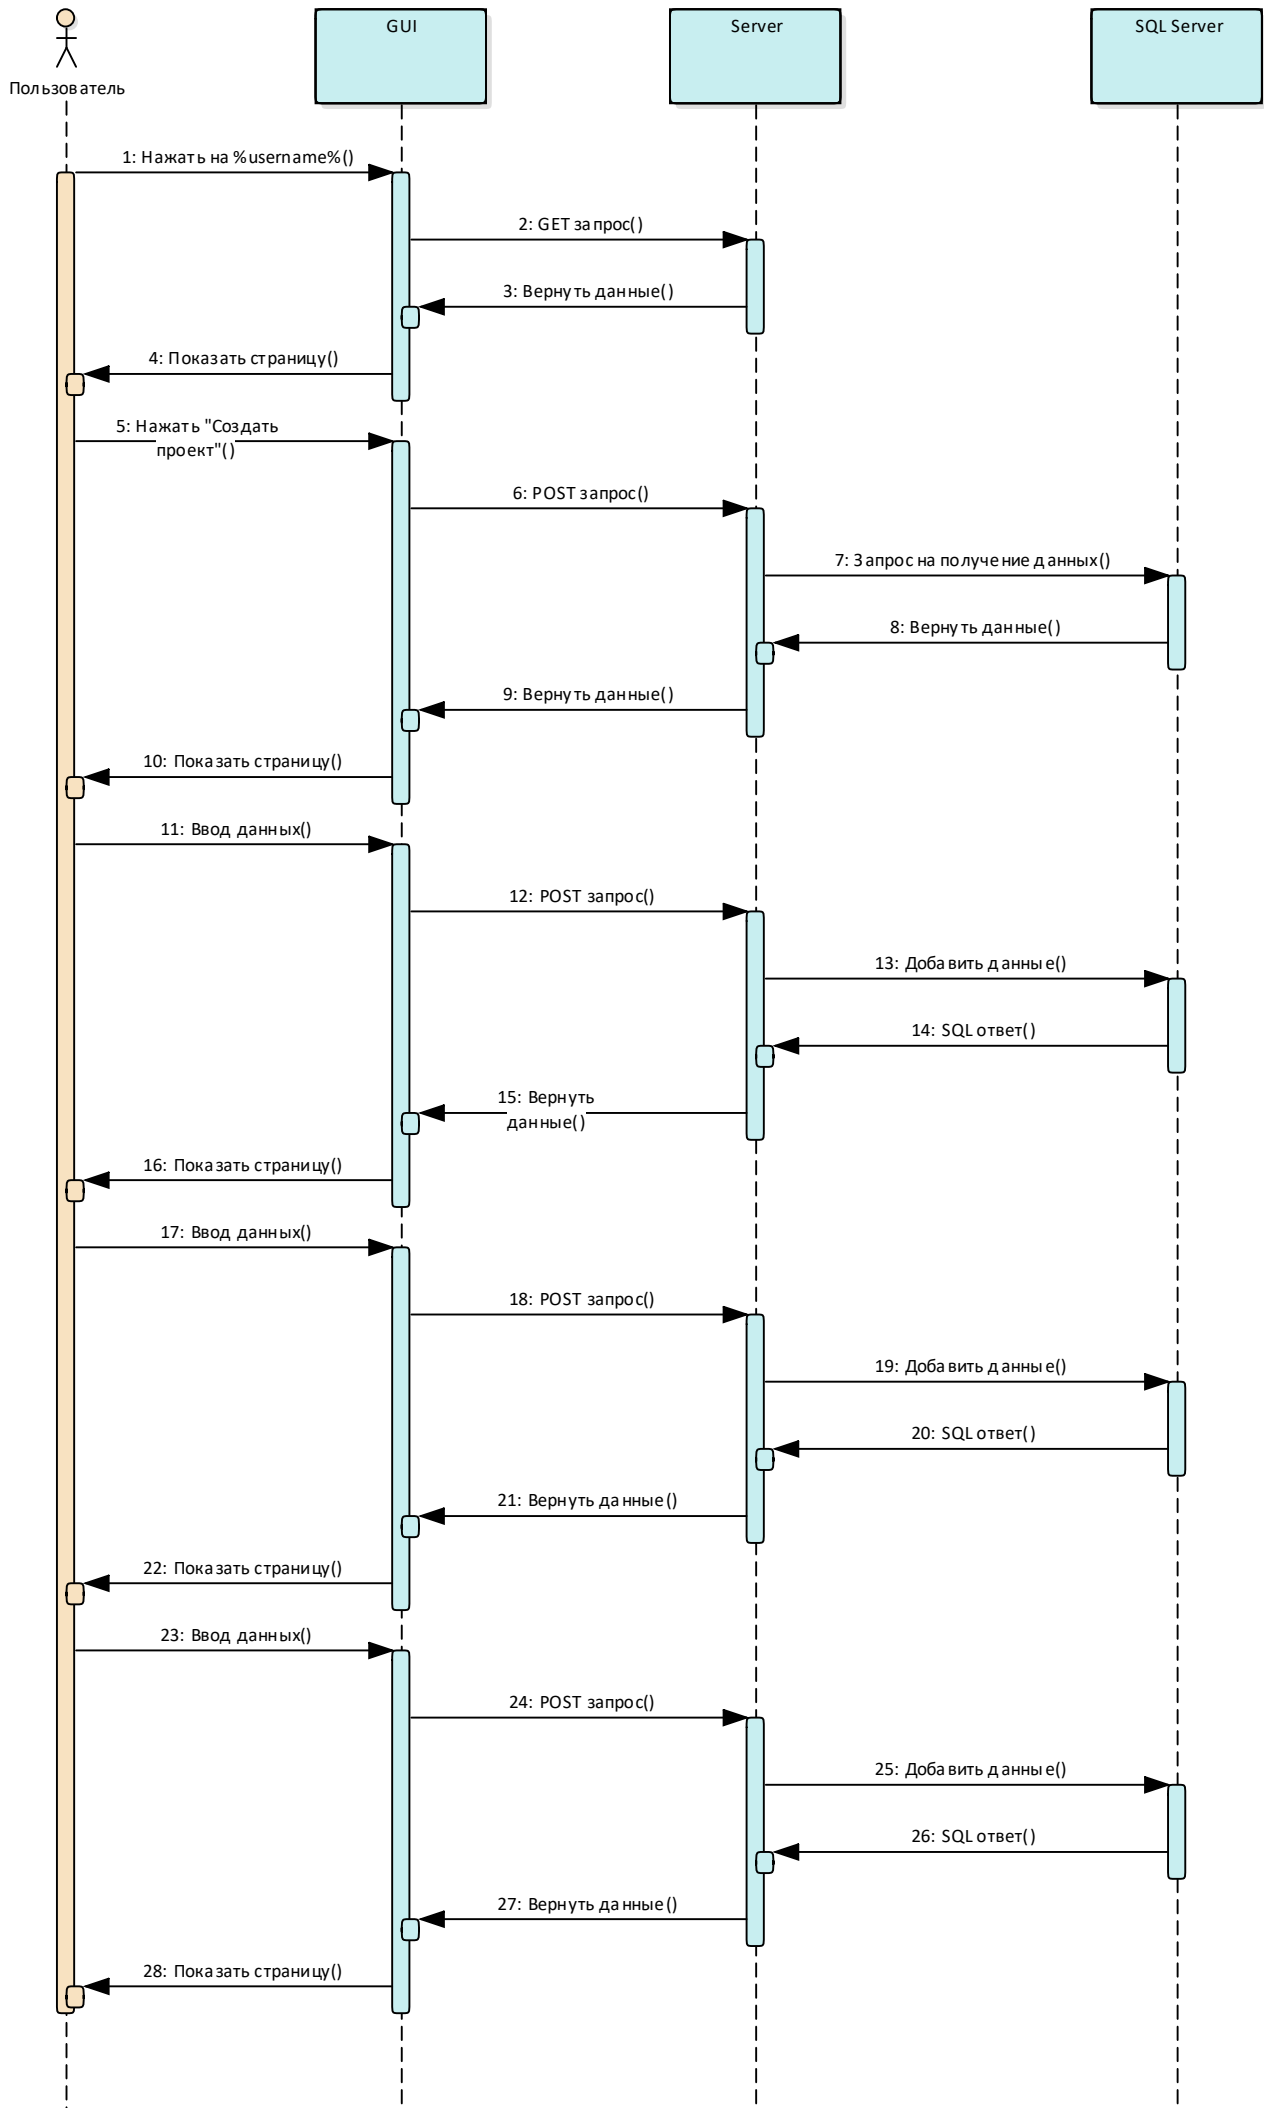 GUI
Server
SQL Server
Пользователь
1: Нажать на %username%()
2: GET запрос()
3: Вернуть данные()
4: Показать страницу()
5: Нажать "Создать
проект"()
6: POST запрос()
7: Запрос на получение данных()
8: Вернуть данные()
9: Вернуть данные()
10: Показать страницу()
11: Ввод данных()
12: POST запрос()
13: Добавить данные()
14: SQL ответ()
15: Вернуть
данные()
16: Показать страницу()
17: Ввод данных()
18: POST запрос()
19: Добавить данные()
20: SQL ответ()
21: Вернуть данные()
22: Показать страницу()
23: Ввод данных()
24: POST запрос()
25: Добавить данные()
26: SQL ответ()
27: Вернуть данные()
28: Показать страницу()